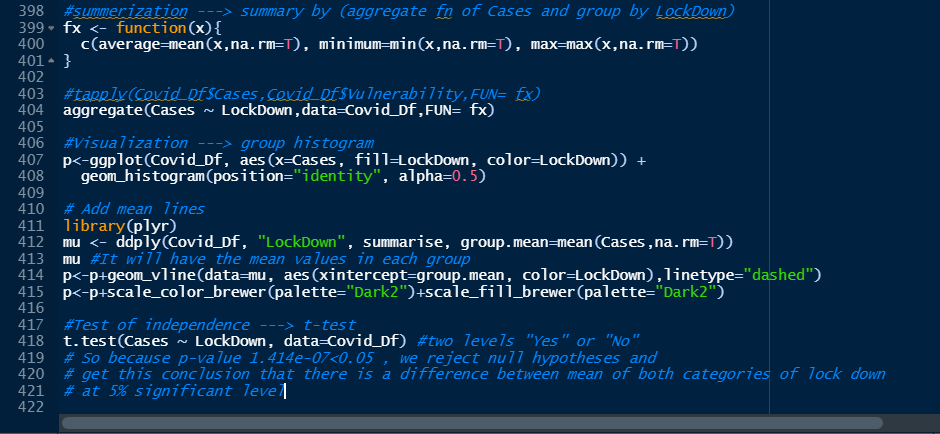 398 #summerization ---> summary by (aggregate fn of Cases and group by LockDown)
399 fx <- function(x){
400   c(average=mean(x,na.rm=T), minimum=min(x,na.rm=T), max=max(x,na.rm=T))
401 }
402
403 #tapply(Covid_Df$Cases,Covid_Df$Vulnerability,FUN= fx)
404 aggregate(Cases ~ LockDown,data=Covid_Df,FUN= fx)
405
406 #Visualization ---> group histogram
407 p<-ggplot(Covid_Df, aes(x=Cases, fill=LockDown, color=LockDown)) +
408   geom_histogram(position="identity", alpha=0.5)
409
410 # Add mean lines
411 library(plyr)
412 mu <- ddply(Covid_Df, "LockDown", summarise, group.mean=mean(Cases,na.rm=T))
413 mu #It will have the mean values in each group
414 p<-p+geom_vline(data=mu, aes(xintercept=group.mean, color=LockDown),linetype="dashed")
415 p<-p+scale_color_brewer(palette="Dark2")+scale_fill_brewer(palette="Dark2")
416
417 #Test of independence ---> t-test
418 t.test(Cases ~ LockDown, data=Covid_Df) #two levels "Yes" or "No"
419 # So because p-value 1.414e-07<0.05 , we reject null hypotheses and
420 # get this conclusion that there is a difference between mean of both categories of lock down
421 # at 5% significant level
422